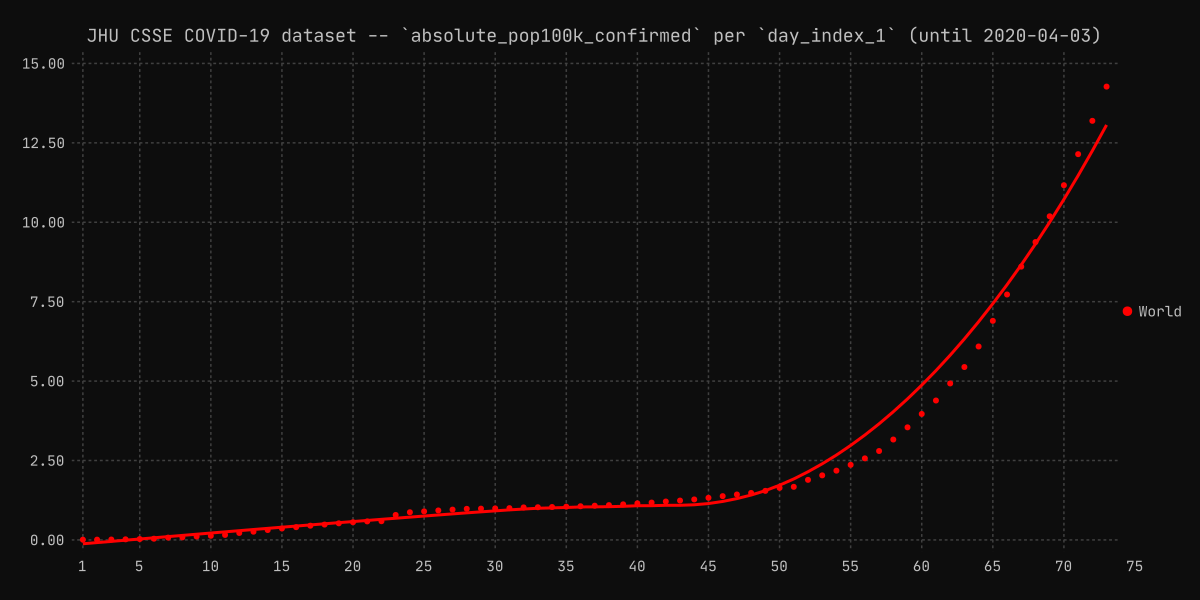 JHU CSSE COVID-19 dataset -- `absolute_pop100k_confirmed` per `day_index_1` (until 2020-04-03)
15.00
12.50
10.00
7.50
5.00
2.50
0.00
1 5 10 15 20 25 30 35 40 45 50 55 60 65 70 75
World